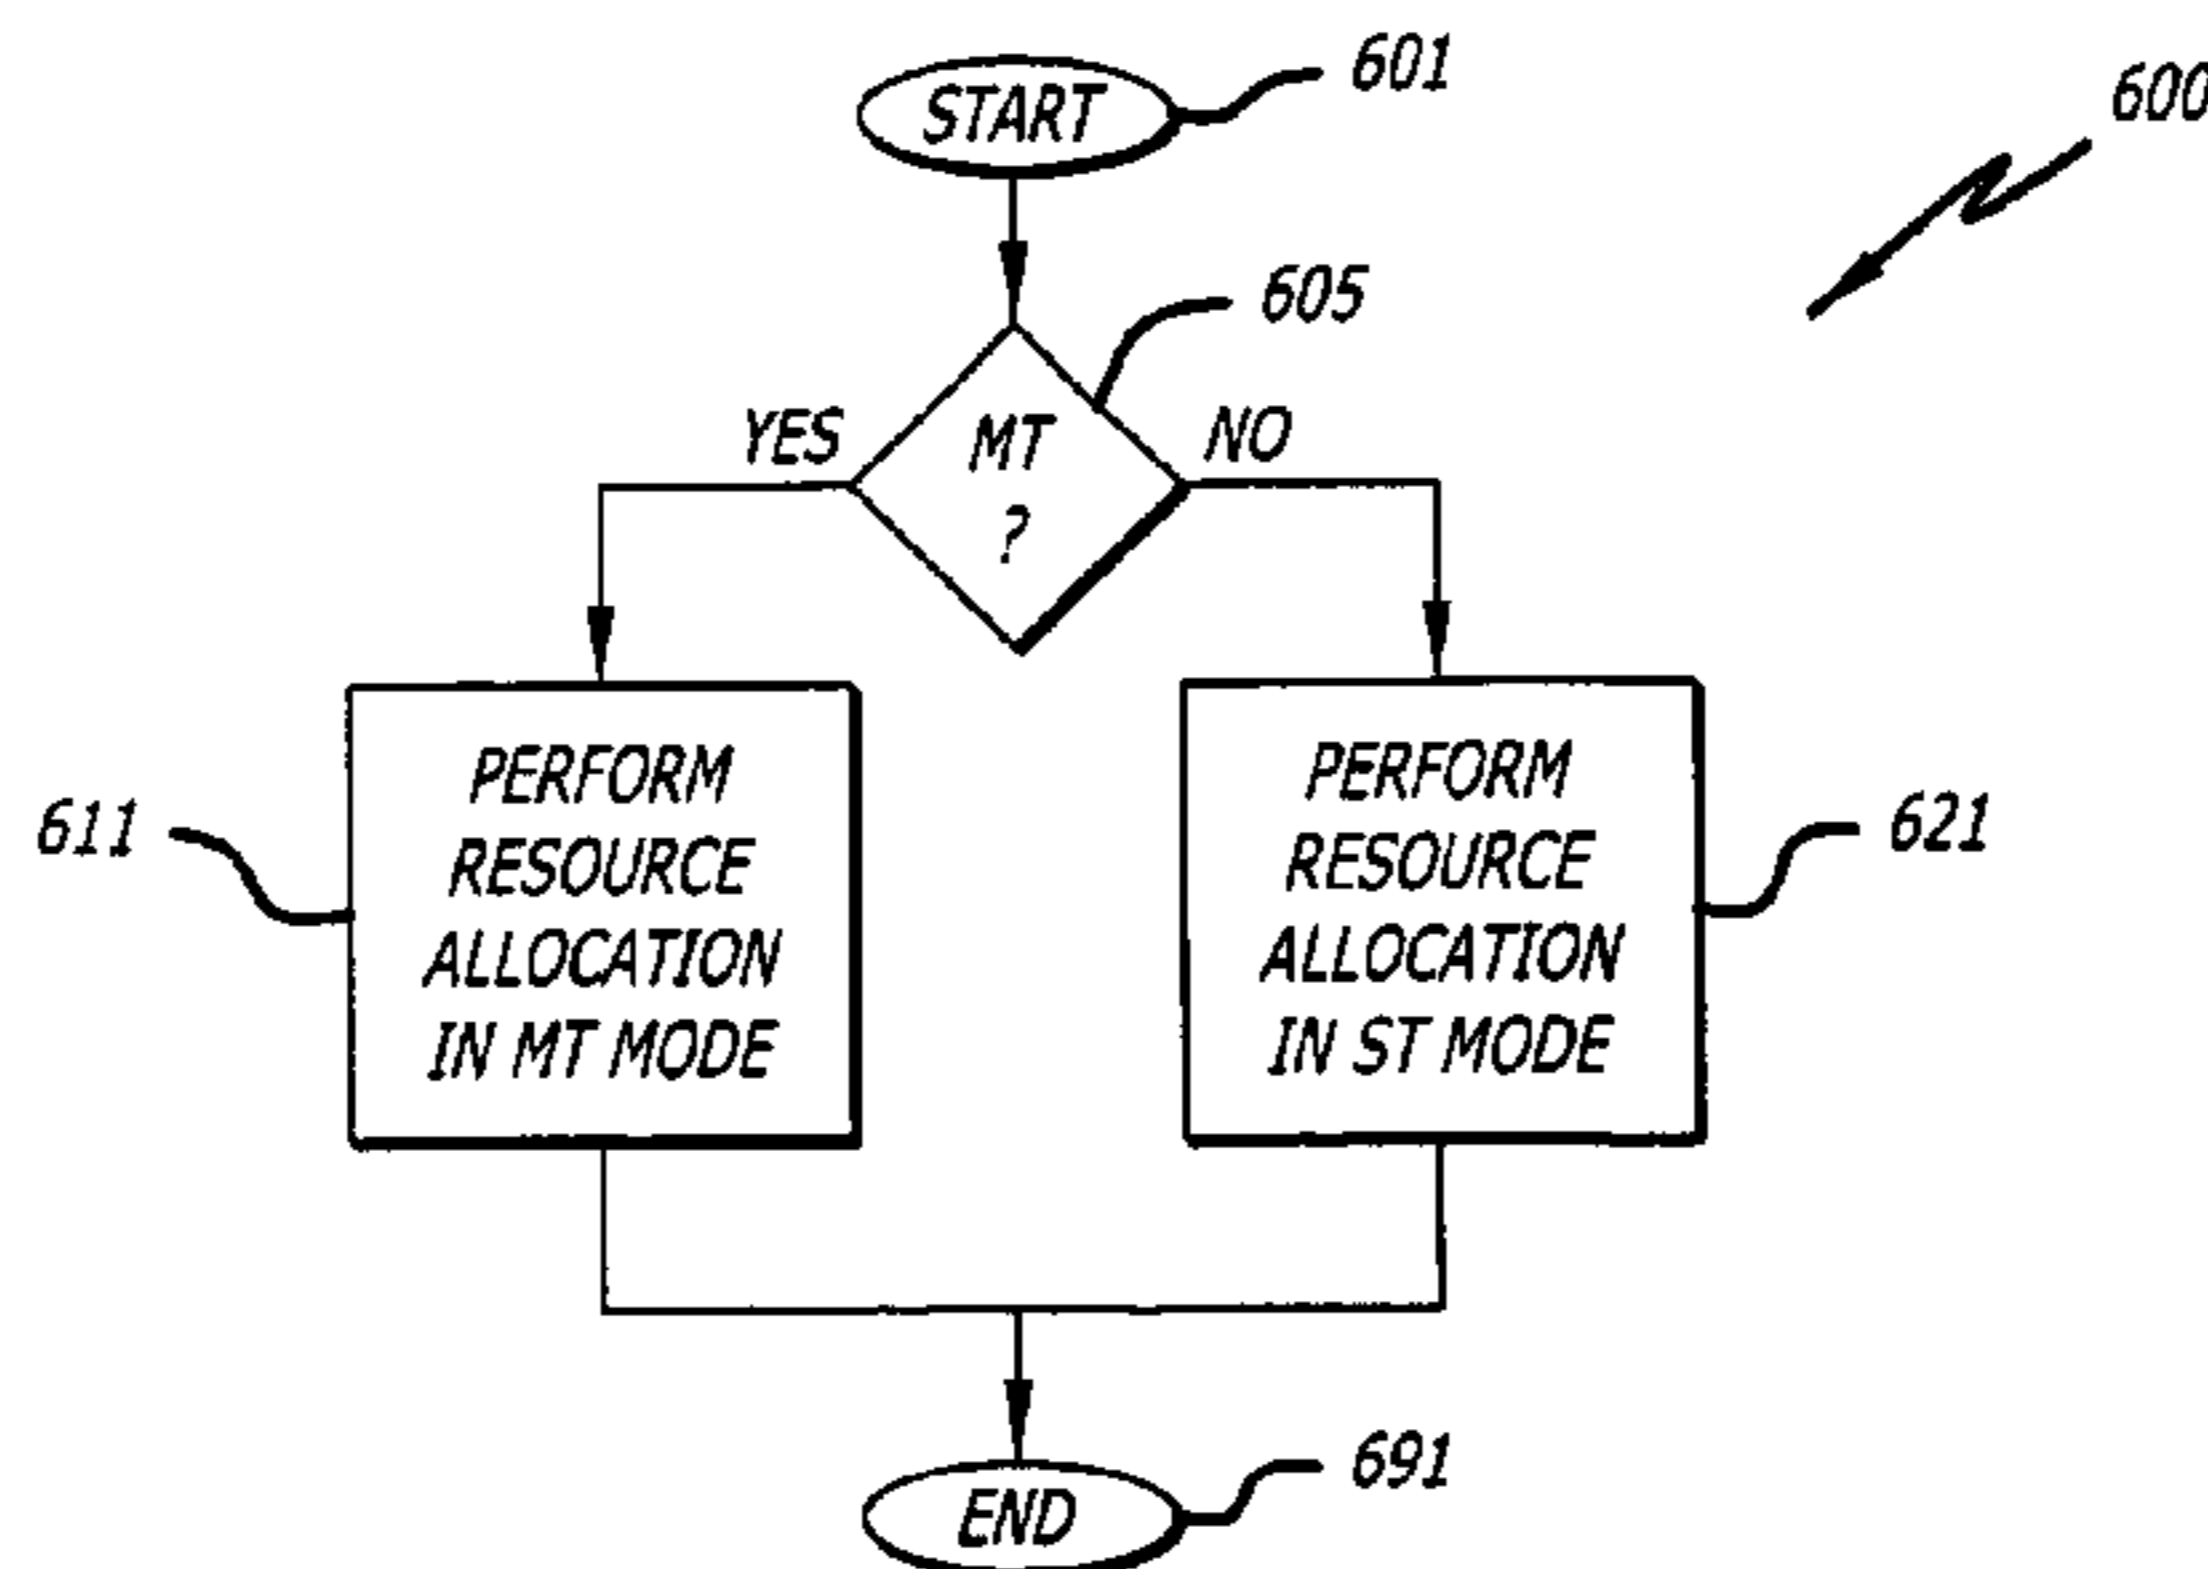 START
601
600
605
YES
MT
?
NO
PERFORM
RESOURCE
ALLOCATION
IN MT MODE
611
PERFORM
RESOURCE
ALLOCATION
IN ST MODE
621
END
691